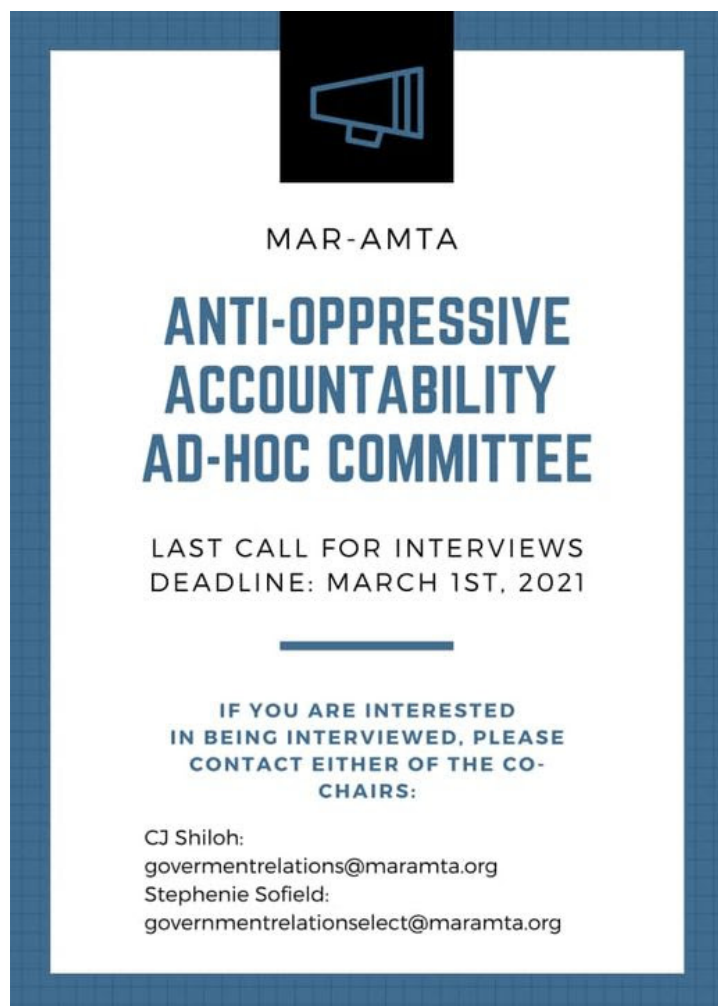 MAR-AMTA
ANTI-OPPRESSIVE
ACCOUNTABILITY
AD-HOC COMMITTEE
LAST CALL FOR INTERVIEWS
DEADLINE: MARCH 1ST, 2021
IF YOU ARE INTERESTED
IN BEING INTERVIEWED, PLEASE
CONTACT EITHER OF THE CO-
CHAIRS:
CJ Shiloh:
govermentrelations@maramta.org
Stephenie Sofield:
governmentrelationselect@maramta.org